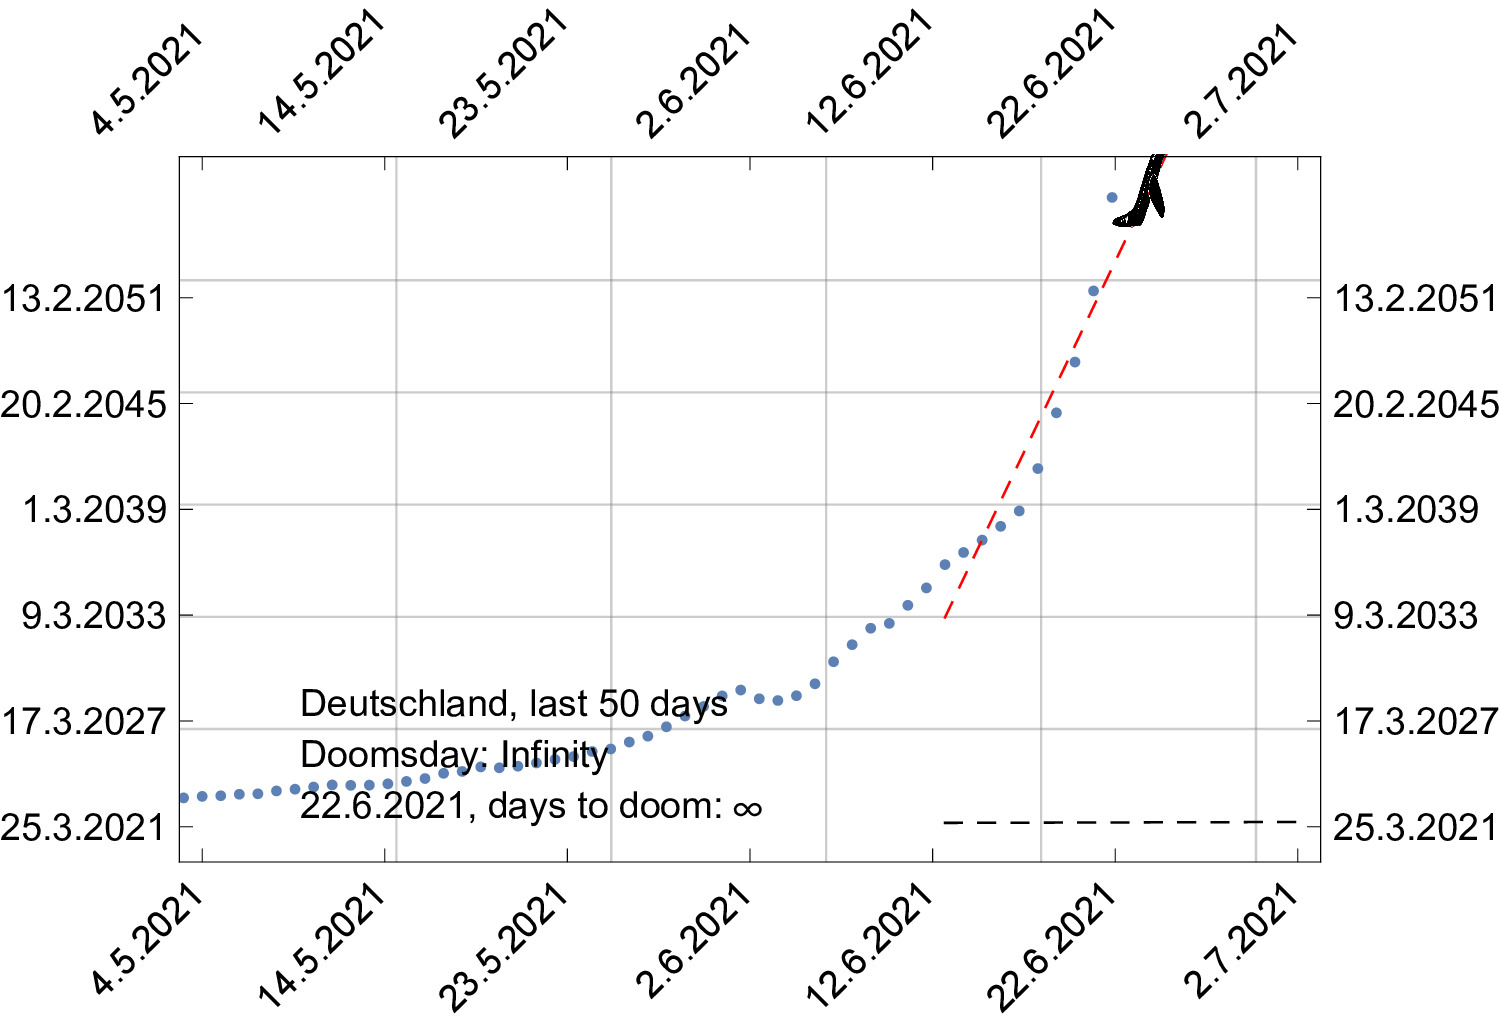 4.5.2021 14.5.2021 23.5.2021 2.6.2021 12.6.2021 22.6.2021 2.7.2021
13.2.2051 13.2.2051
20.2.2045 20.2.2045
1.3.2039 1.3.2039
9.3.2033 9.3.2033
Deutschland, last 50 days
17.3.2027 17.3.2027
Doomsday: Infinity
22.6.2021, days to doom: ∞
25.3.2021 25.3.2021
4.5.2021 14.5.2021 23.5.2021 2.6.2021 12.6.2021 22.6.2021 2.7.2021